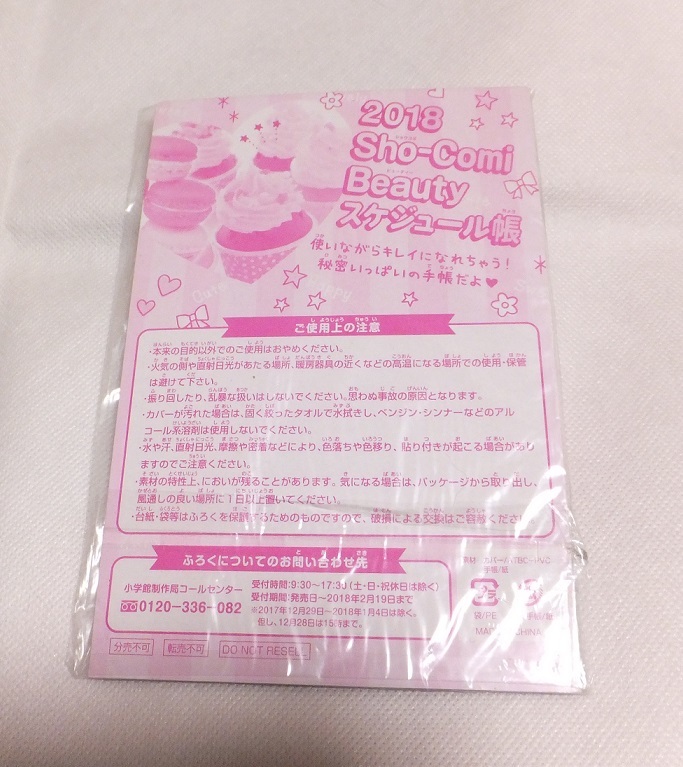 2018
Sho-Comi
Beauty
スケジュール帳
使いながらキレイになれちゃう!
秘密いっぱいの手帳だよ♥
ご使用上の注意
・本来の目的以外でのご使用はおやめください。
・火気の側や直射日光があたる場所、暖房器具の近くなどの高温になる場所での使用・保管
は避けて下さい。
・振り回したり、乱暴な扱いはしないでください。思わぬ事故の原因となります。
・カバーが汚れた場合は、固く絞ったタオルで水拭きし、ベンジン・シンナーなどのアル
コール系溶剤は使用しないでください。
・水や汗、直射日光、摩擦や密着などにより、色落ちや色移り、貼り付きが起こる場合があり
ますのでご注意ください。
・素材の特性上、においが残ることがあります。気になる場合は、パッケージから取り出し、
風通しの良い場所に1日以上置いてください。
・台紙・袋等はふろくを保護するためのものですので、破損による交換はご容赦ください。
ふろくについてのお問い合わせ先
小学館制作局コールセンター
0120-336-082
受付時間:9:30~17:30(土・日・祝休日は除く)
受付期間:発売日~2018年2月19日まで
※2017年12月29日~2018年1月4日は除く。
但し、12月28日は15時まで。
手帳/紙
プラ
袋/PE
分売不可 転売不可 DO NOT RESELL